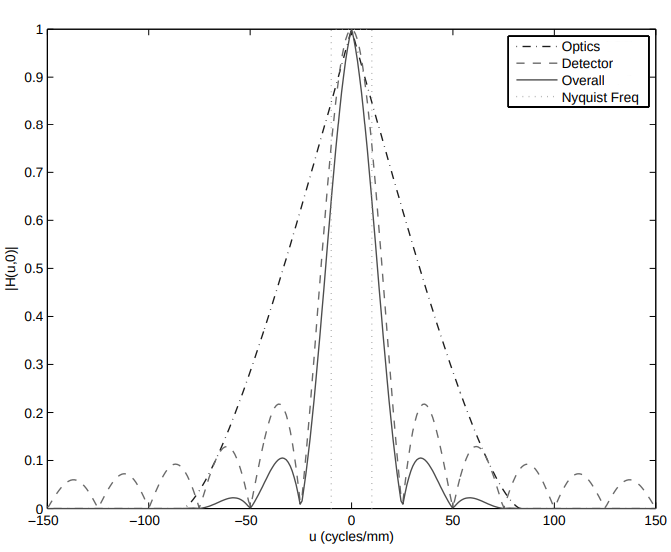 1
0.9
0.8
0.7
0.6
0.5
0.4
0.3
0.2
0.1
0
|H(u,0)|
Optics
Detector
Overall
Nyquist Freq
−150 −100 −50 0 50 100 150
u (cycles/mm)